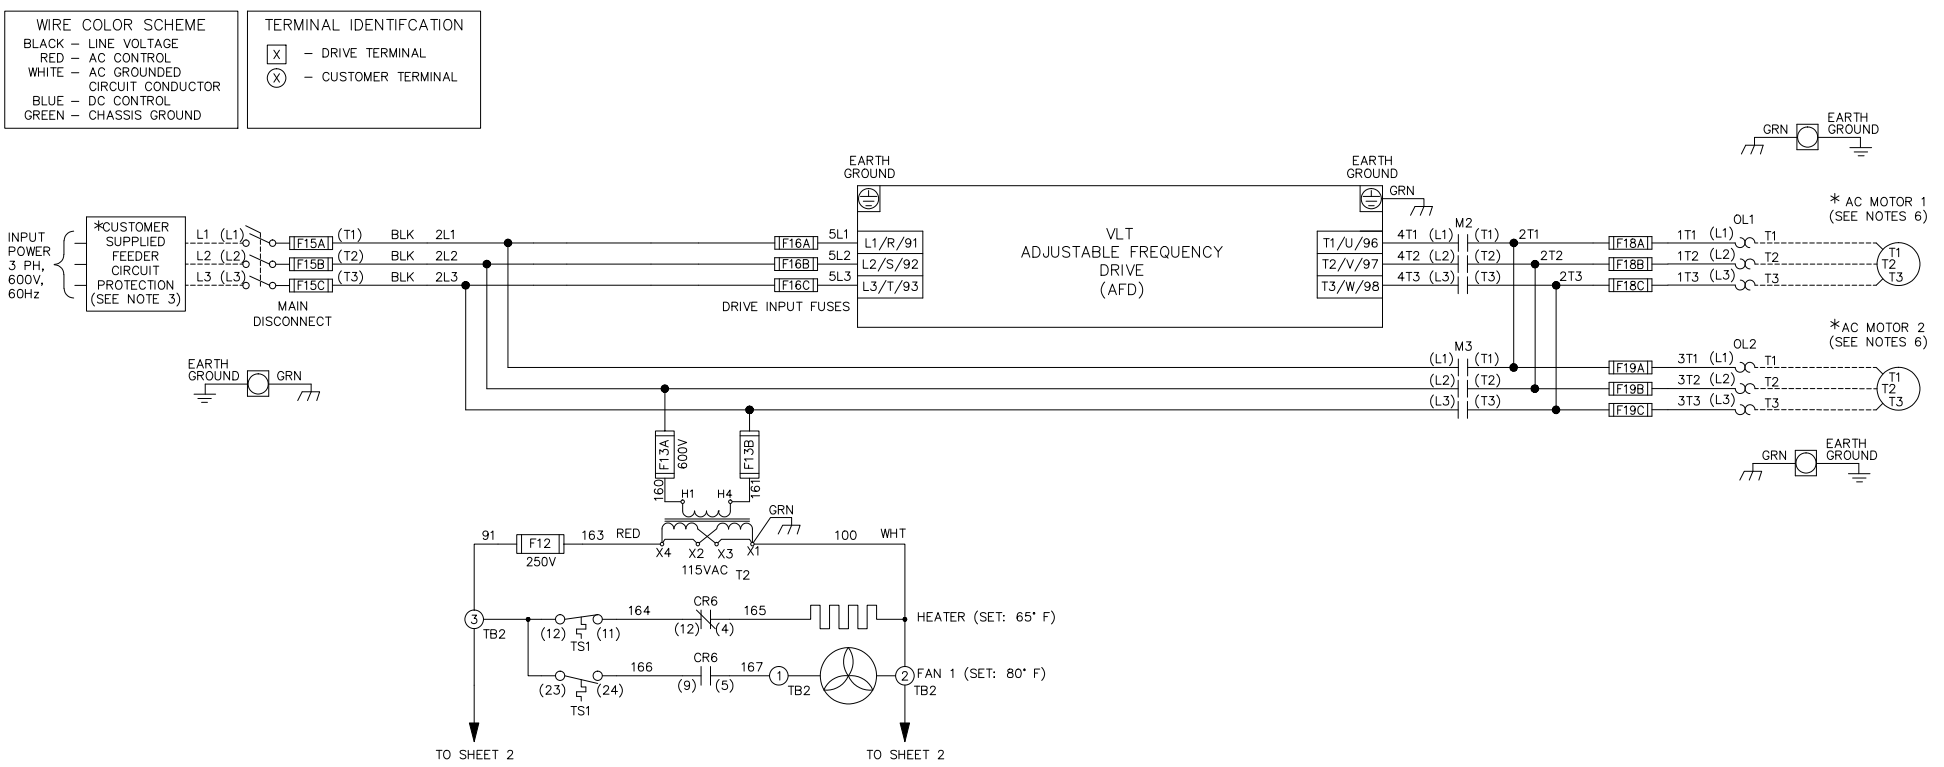 WIRE COLOR SCHEME
BLACK – LINE VOLTAGE
RED – AC CONTROL
WHITE – AC GROUNDED
CIRCUIT CONDUCTOR
BLUE – DC CONTROL
GREEN – CHASSIS GROUND
TERMINAL IDENTIFCATION
X – DRIVE TERMINAL
X – CUSTOMER TERMINAL
INPUT
POWER
3 PH,
600V,
60Hz
*CUSTOMER
SUPPLIED
FEEDER
CIRCUIT
PROTECTION
(SEE NOTE 3)
L1 (L1) F15A (T1) BLK 2L1 F16A 5L1 L1/R/91
L2 (L2) F15B (T2) BLK 2L2 F16B 5L2 L2/S/92
L3 (L3) F15C (T3) BLK 2L3 F16C 5L3 L3/T/93
MAIN
DISCONNECT
DRIVE INPUT FUSES
EARTH
GROUND
VLT
ADJUSTABLE FREQUENCY
DRIVE
(AFD)
EARTH
GROUND
GRN
M2
T1/U/96 4T1 (L1) (T1) 2T1 F18A 1T1 (L1) T1
T2/V/97 4T2 (L2) (T2) 2T2 F18B 1T2 (L2) T2
T3/W/98 4T3 (L3) (T3) 2T3 F18C 1T3 (L3) T3
OL1
GRN
EARTH
GROUND
* AC MOTOR 1
(SEE NOTES 6)
T1
T2
T3
M3
(L1) (T1) F19A 3T1 (L1) T1
(L2) (T2) F19B 3T2 (L2) T2
(L3) (T3) F19C 3T3 (L3) T3
OL2
*AC MOTOR 2
(SEE NOTES 6)
T1
T2
T3
GRN
EARTH
GROUND
EARTH
GROUND
GRN
F13A
600V
F13B
160
161
H1 H4
GRN
91 F12 163 RED
250V
X4 X2 X3 X1
100 WHT
115VAC T2
3
TB2
(12) (11)
TS1
164
CR6
(12) (4)
165
HEATER (SET: 65° F)
(23) (24)
TS1
166
CR6
(9) (5)
167
1
TB2
2
TB2
FAN 1 (SET: 80° F)
TO SHEET 2
TO SHEET 2